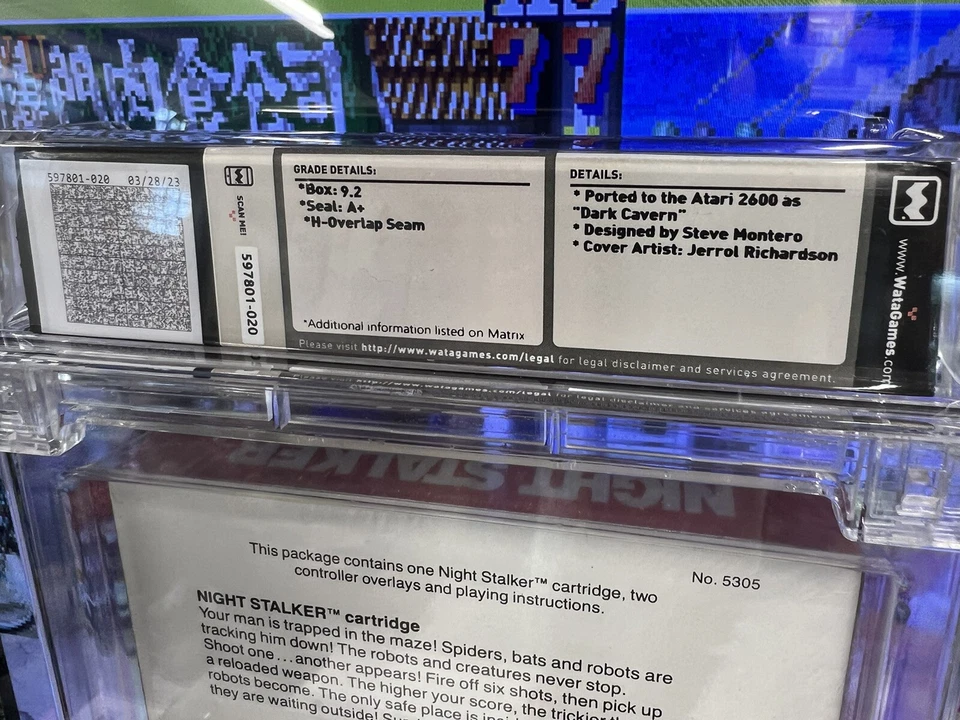 77
597801-020 03/28/23
SCAN ME!
597801-020
GRADE DETAILS:
*Box: 9.2
*Seal: A+
*H-Overlap Seam
*Additional information listed on Matrix
DETAILS:
* Ported to the Atari 2600 as
"Dark Cavern"
* Designed by Steve Montero
* Cover Artist: Jerrol Richardson
Please visit http://www.watagames.com/legal for legal disclaimer and services agreement.
www.WataGames.com
NIGHT STALKER
This package contains one Night Stalker™ cartridge, two
controller overlays and playing instructions.
No. 5305
NIGHT STALKER™ cartridge
Your man is trapped in the maze! Spiders, bats and robots are
tracking him down! The robots and creatures never stop.
Shoot one...another appears! Fire off six shots, then pick up
a reloaded weapon. The higher your score, the trickier
robots become. The only safe place is
they are waiting outside!